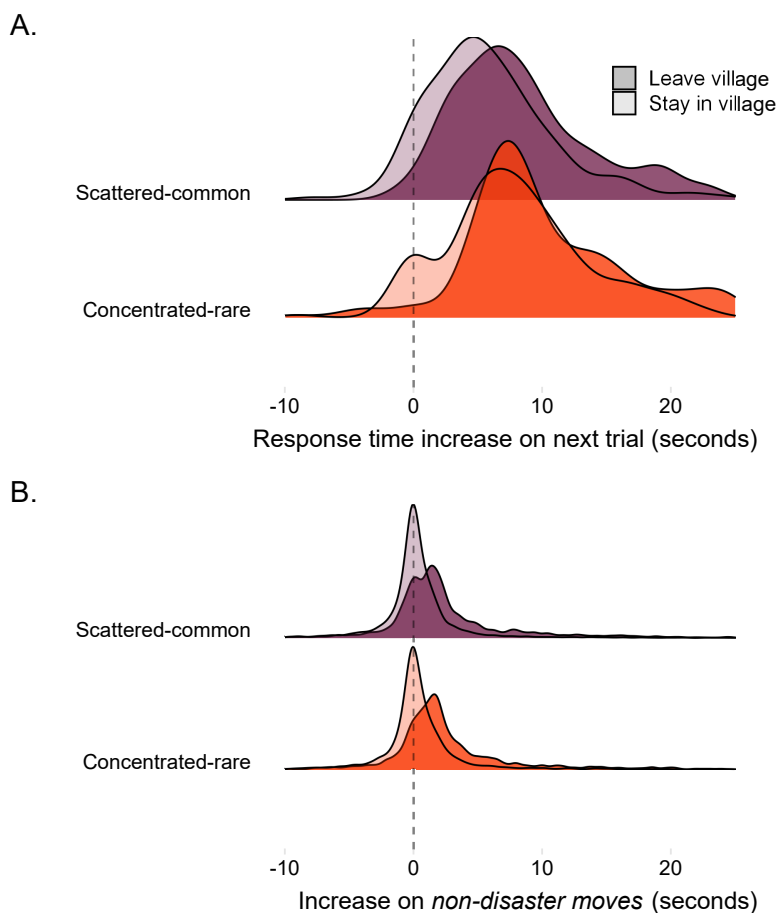 A.
Leave village
Stay in village
Scattered-common
Concentrated-rare
-10 0 10 20
Response time increase on next trial (seconds)
B.
Scattered-common
Concentrated-rare
-10 0 10 20
Increase on non-disaster moves (seconds)